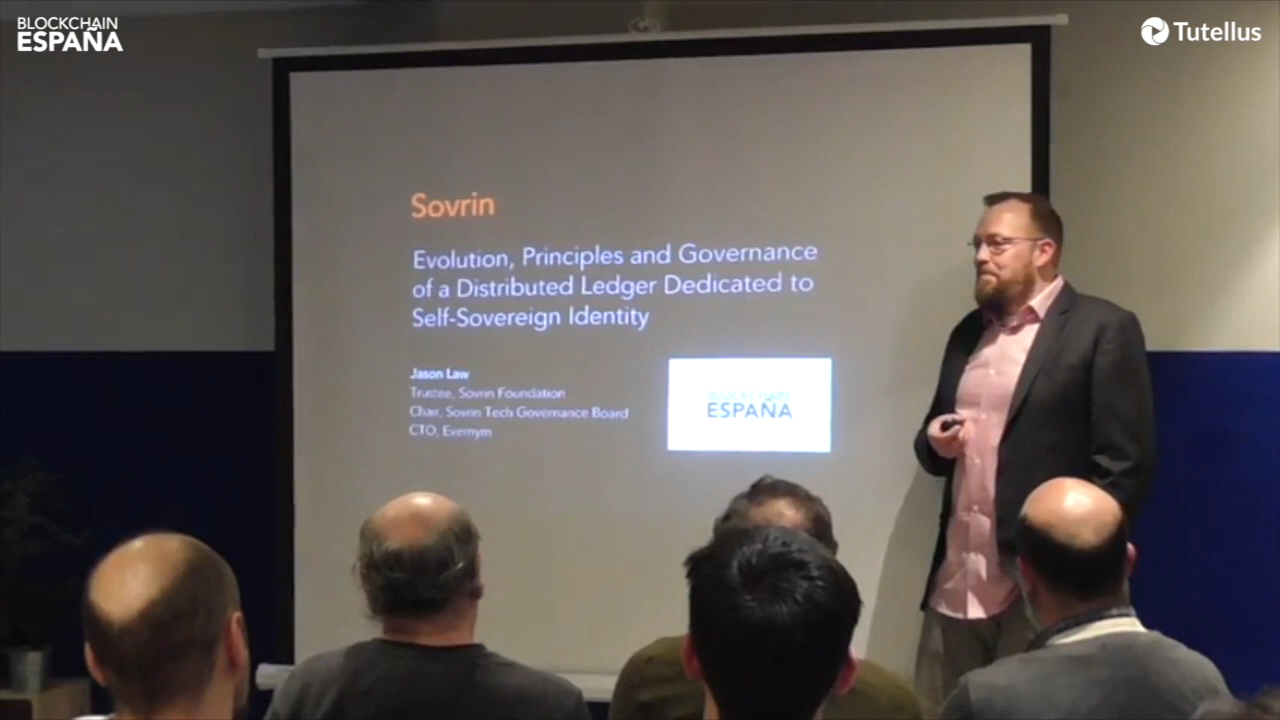 BLOCKCHAIN
ESPAÑA
Tutellus
Sovrin
Evolution, Principles and Governance
of a Distributed Ledger Dedicated to
Self-Sovereign Identity
Jason Law
Trustee, Sovrin Foundation
Chair, Sovrin Tech Governance Board
CTO, Evernym
BLOCKCHAIN
ESPAÑA